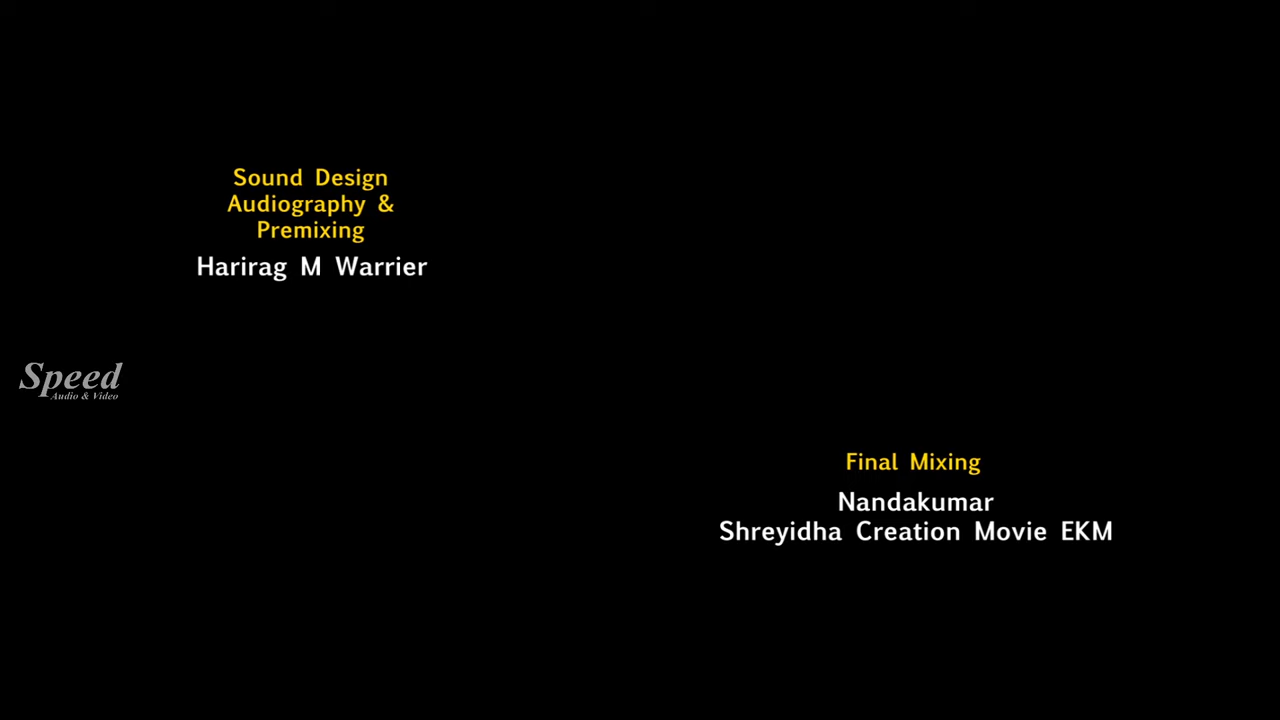 Sound Design
Audiography &
Premixing
Harirag M Warrier
Speed
Audio & Video
Final Mixing
Nandakumar
Shreyidha Creation Movie EKM